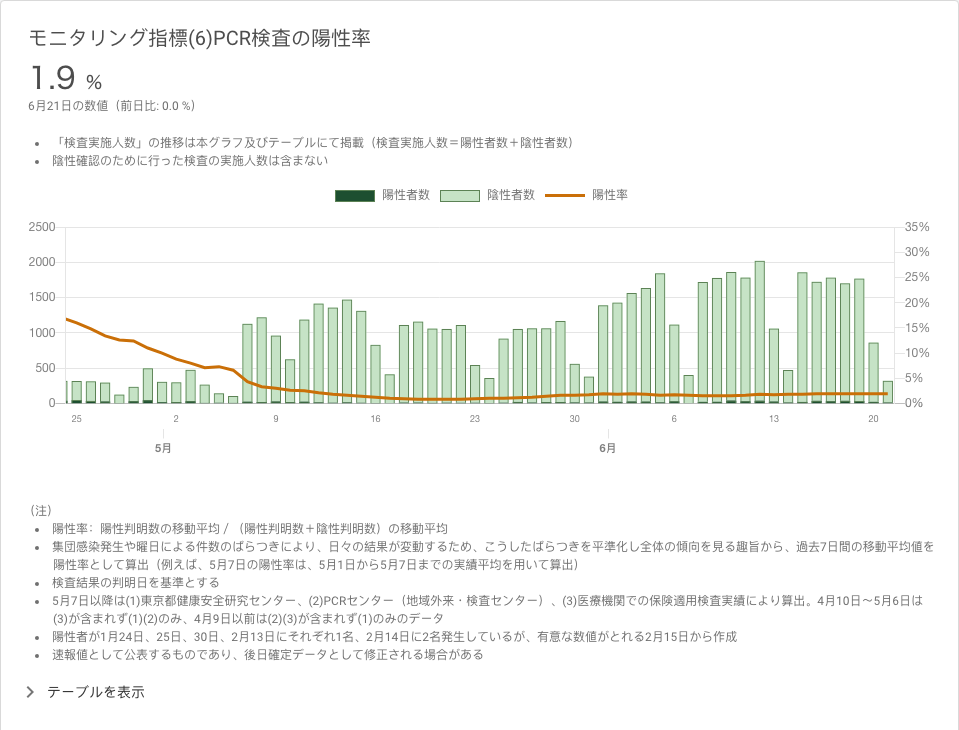 モニタリング指標(6)PCR検査の陽性率
1.9 %
6月21日の数値（前日比: 0.0 %）
• 「検査実施人数」の推移は本グラフ及びテーブルにて掲載（検査実施人数＝陽性者数＋陰性者数）
• 陰性確認のために行った検査の実施人数は含まない
陽性者数 陰性者数 陽性率
2500 35%
30%
2000
25%
1500 20%
15%
1000
10%
500
5%
0 0%
25 2 9 16 23 30 6 13 20
5月 6月
（注）
• 陽性率：陽性判明数の移動平均 / （陽性判明数＋陰性判明数）の移動平均
• 集団感染発生や曜日による件数のばらつきにより、日々の結果が変動するため、こうしたばらつきを平準化し全体の傾向を見る趣旨から、過去7日間の移動平均値を
陽性率として算出（例えば、5月7日の陽性率は、5月1日から5月7日までの実績平均を用いて算出）
• 検査結果の判明日を基準とする
• 5月7日以降は(1)東京都健康安全研究センター、(2)PCRセンター（地域外来・検査センター）、(3)医療機関での保険適用検査実績により算出。4月10日～5月6日は
(3)が含まれず(1)(2)のみ、4月9日以前は(2)(3)が含まれず(1)のみのデータ
• 陽性者が1月24日、25日、30日、2月13日にそれぞれ1名、2月14日に2名発生しているが、有意な数値がとれる2月15日から作成
• 速報値として公表するものであり、後日確定データとして修正される場合がある
テーブルを表示